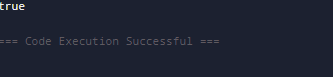 true
=== Code Execution Successful ===